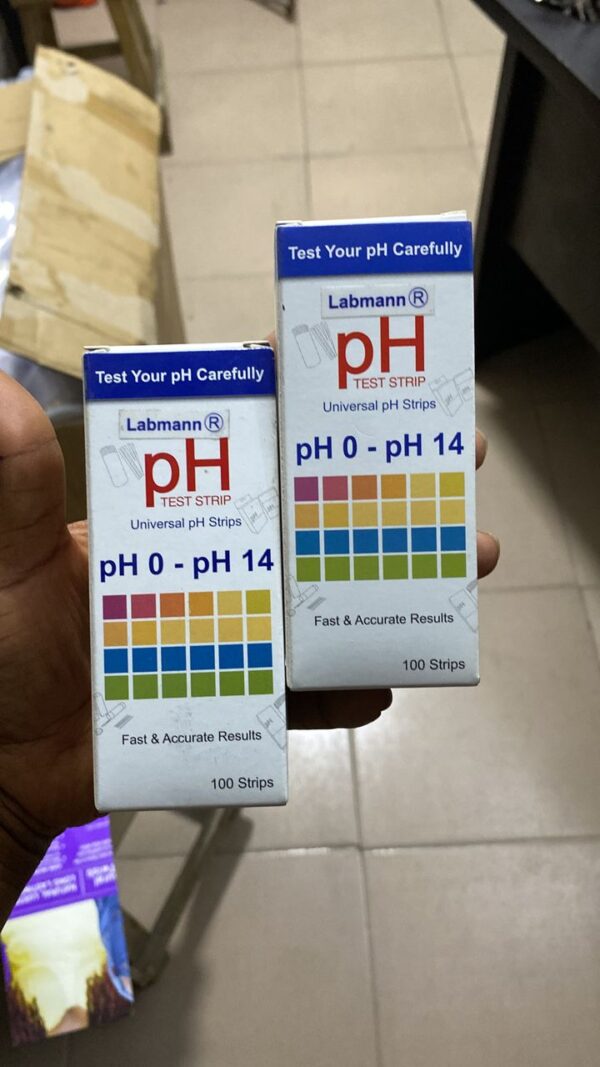 Test Your pH Carefully
Labmann®
pH
TEST STRIP
Universal pH Strips
pH 0 - pH 14
Fast & Accurate Results
100 Strips
Test Your pH Carefully
Labmann®
pH
TEST STRIP
Universal pH Strips
pH 0 - pH 14
Fast & Accurate Results
100 Strips